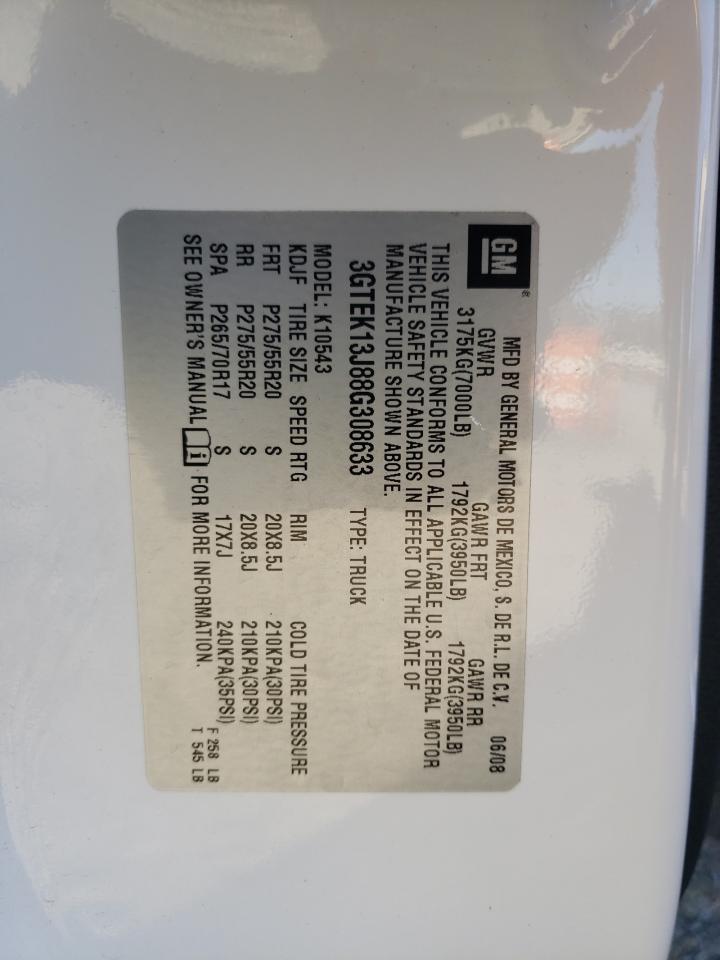 GM®
MFD BY GENERAL MOTORS DE MEXICO, S. DE R.L. DE C.V. 06/08
GVWR GAWR FRT GAWR RR
3175KG(7000LB) 1792KG(3950LB) 1792KG(3950LB)
THIS VEHICLE CONFORMS TO ALL APPLICABLE U.S. FEDERAL MOTOR
VEHICLE SAFETY STANDARDS IN EFFECT ON THE DATE OF
MANUFACTURE SHOWN ABOVE.
3GTEK13J88G308633 TYPE: TRUCK
MODEL: K10543
KDJF TIRE SIZE SPEED RTG RIM COLD TIRE PRESSURE
FRT P275/55R20 S 20X8.5J 210KPA(30PSI)
RR P275/55R20 S 20X8.5J 210KPA(30PSI)
SPA P265/70R17 S 17X7J 240KPA(35PSI)
SEE OWNER'S MANUAL i FOR MORE INFORMATION.
F 258 LB
T 545 LB